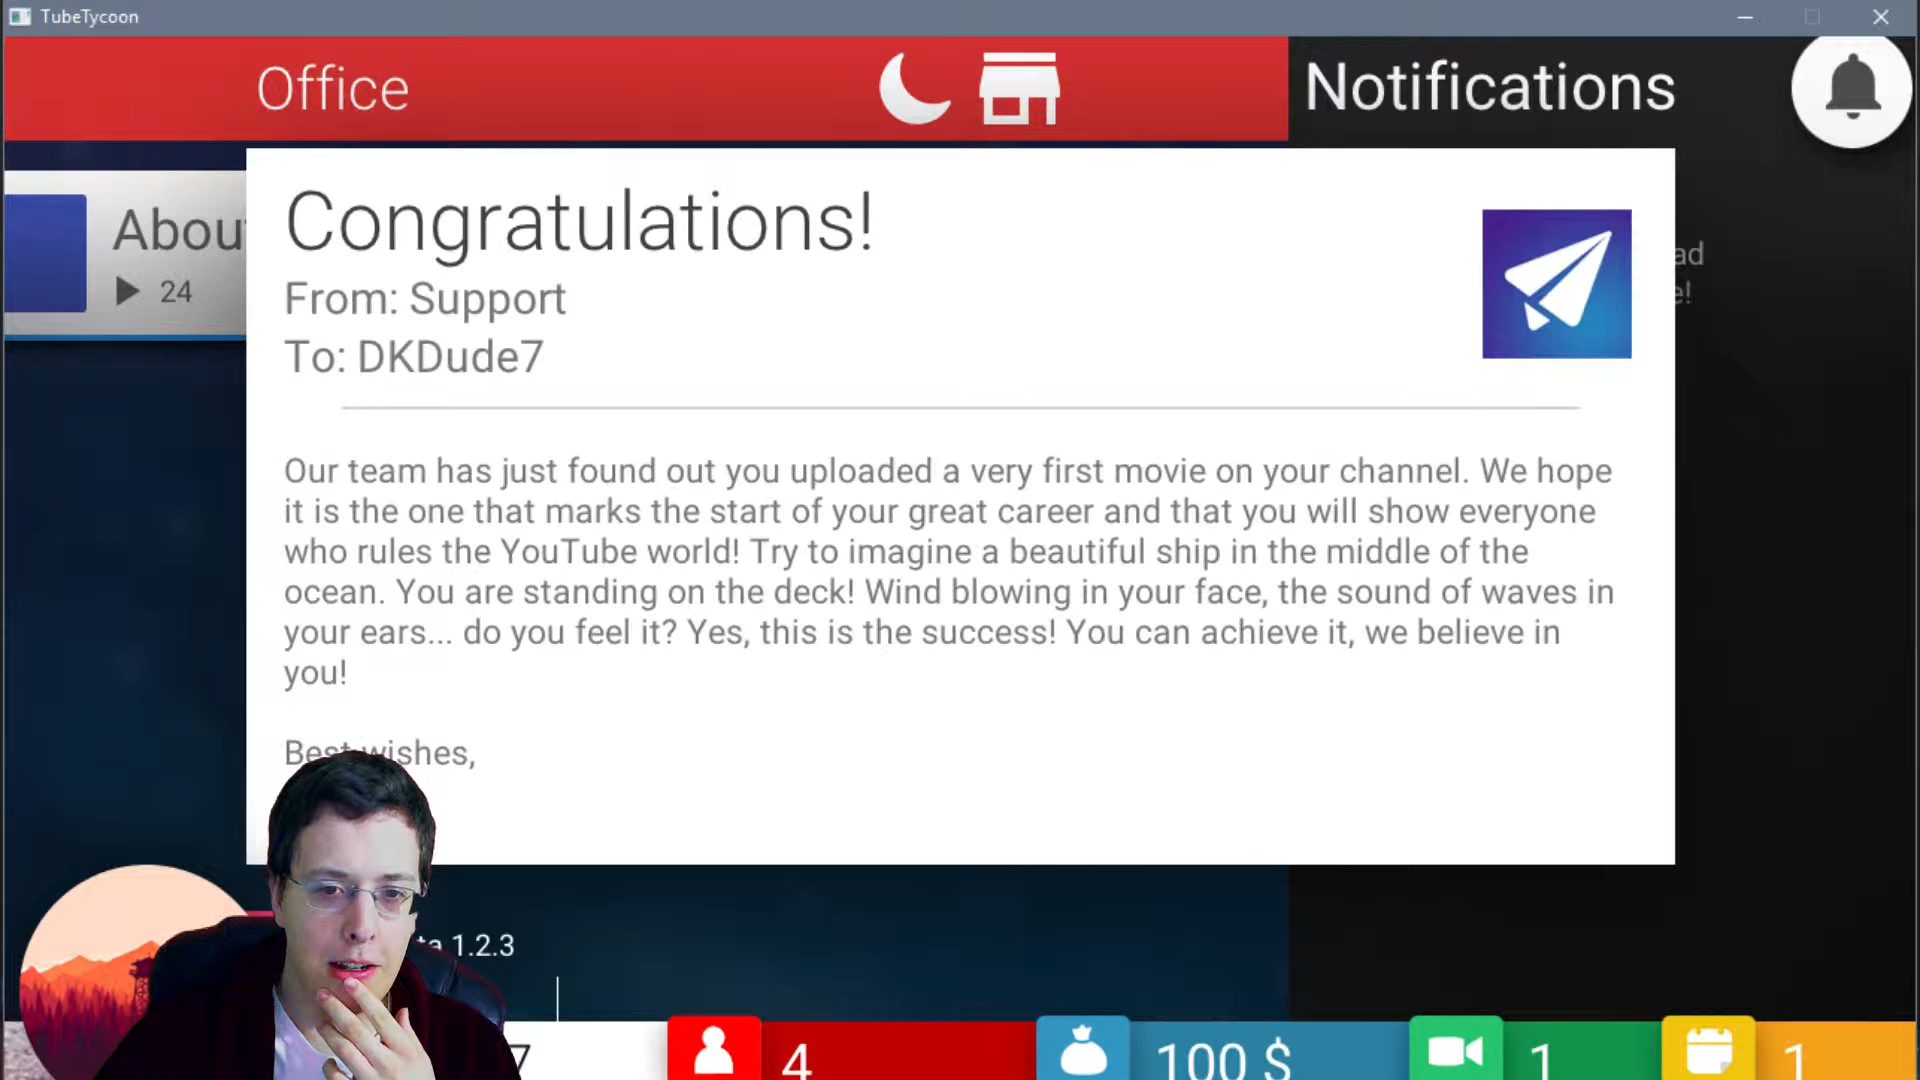 TubeTycoon
Office
Notifications
Congratulations!
From: Support
To: DKDude7
24
Our team has just found out you uploaded a very first movie on your channel. We hope
it is the one that marks the start of your great career and that you will show everyone
who rules the YouTube world! Try to imagine a beautiful ship in the middle of the
ocean. You are standing on the deck! Wind blowing in your face, the sound of waves in
your ears... do you feel it? Yes, this is the success! You can achieve it, we believe in
you!
Best wishes,
1.2.3
7
4
100 $
1
1